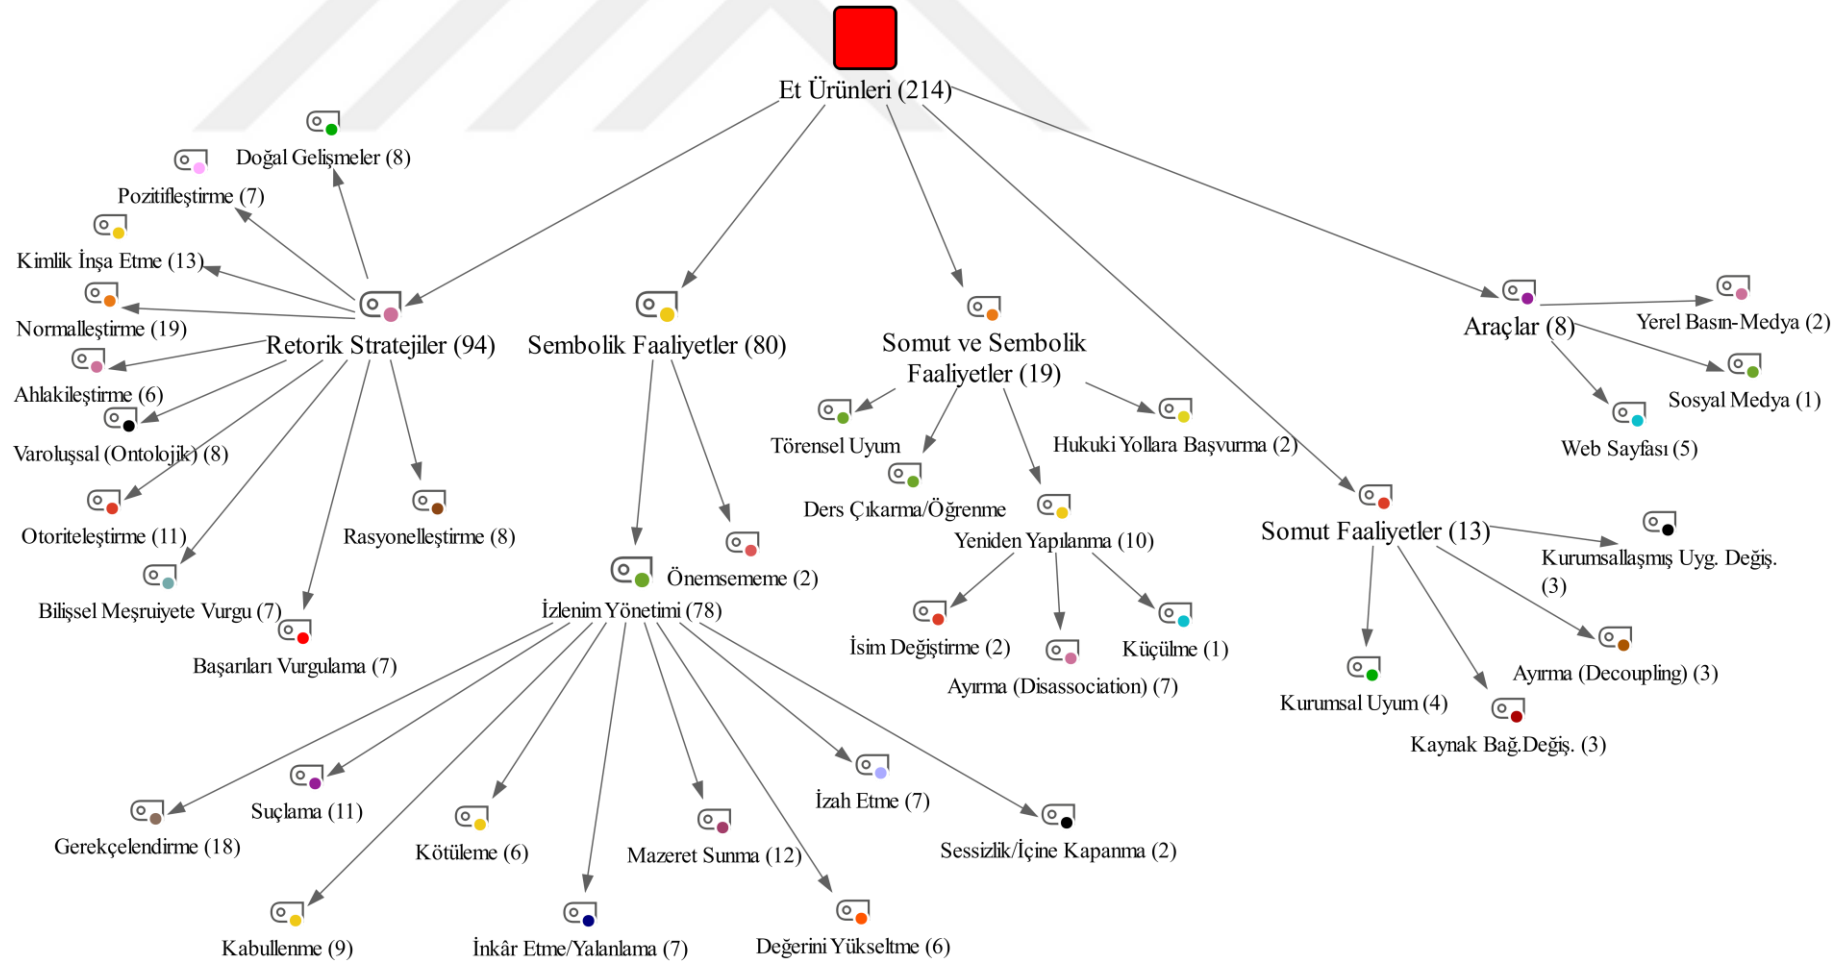 Et Ürünleri (214)
Doğal Gelişmeler (8)
Pozitifleştirme (7)
Kimlik İnşa Etme (13)
Normalleştirme (19)
Retorik Stratejiler (94)
Ahlakileştirme (6)
Varoluşsal (Ontolojik) (8)
Otoriteleştirme (11)
Rasyonelleştirme (8)
Bilişsel Meşruiyete Vurgu (7)
Başarıları Vurgulama (7)
Sembolik Faaliyetler (80)
Önemsememe (2)
İzlenim Yönetimi (78)
Gerekçelendirme (18)
Suçlama (11)
Kabullenme (9)
Kötüleme (6)
İnkâr Etme/Yalanlama (7)
Mazeret Sunma (12)
Değerini Yükseltme (6)
İzah Etme (7)
Sessizlik/İçine Kapanma (2)
Somut ve Sembolik
Faaliyetler (19)
Törensel Uyum
Ders Çıkarma/Öğrenme
Hukuki Yollara Başvurma (2)
Yeniden Yapılanma (10)
İsim Değiştirme (2)
Ayırma (Disassociation) (7)
Küçülme (1)
Somut Faaliyetler (13)
Kurumsallaşmış Uyg. Değiş.
(3)
Ayırma (Decoupling) (3)
Kurumsal Uyum (4)
Kaynak Bağ.Değiş. (3)
Araçlar (8)
Yerel Basın-Medya (2)
Sosyal Medya (1)
Web Sayfası (5)